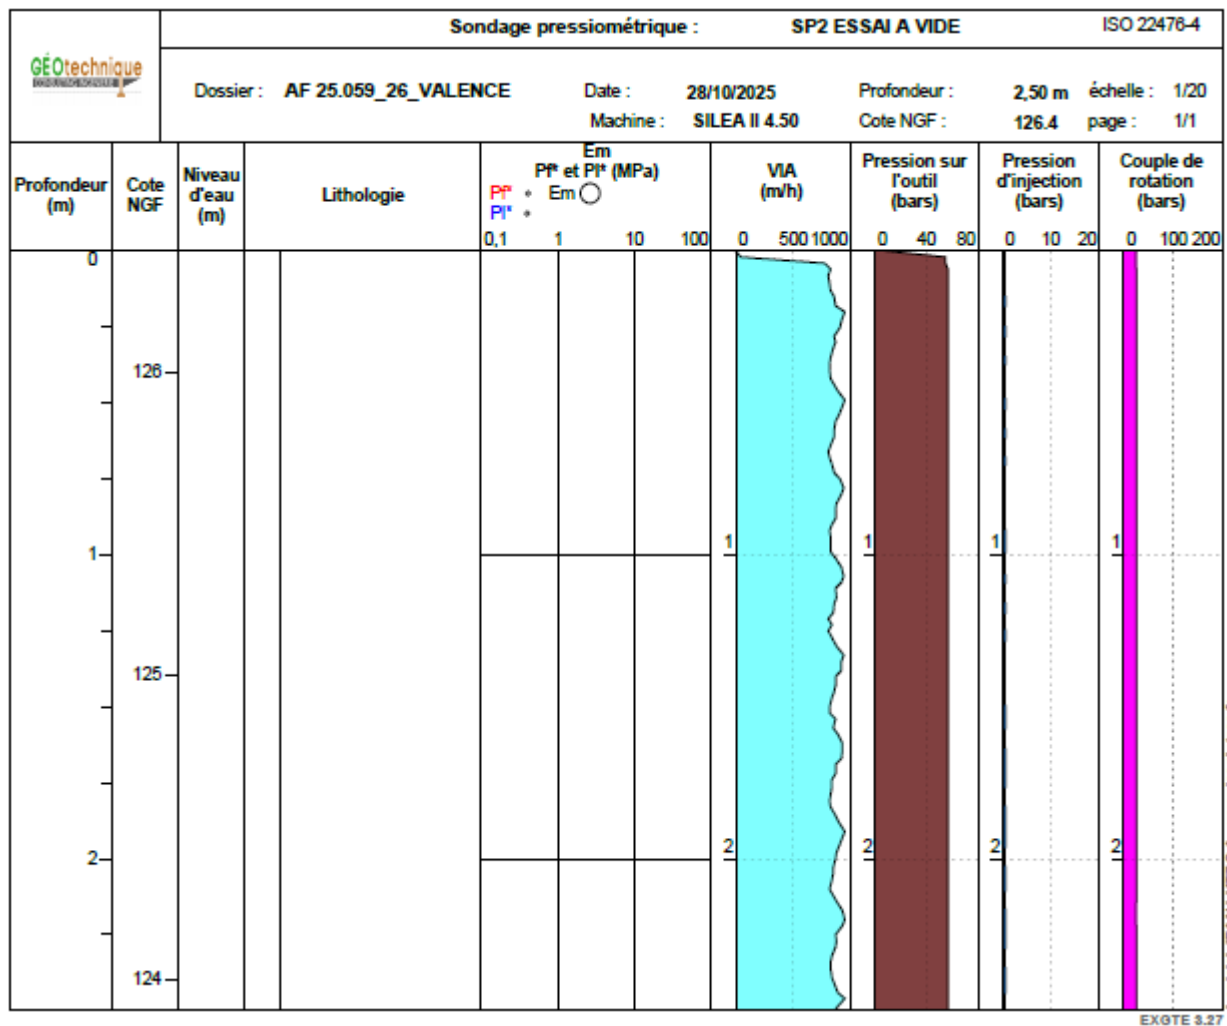 Sondage pressiométrique : SP2 ESSAI A VIDE ISO 22476-4
GÉOtechnique
Dossier : AF 25.059_26_VALENCE Date : 28/10/2025 Profondeur : 2,50 m échelle : 1/20
Machine : SILEA II 4.50 Cote NGF : 126.4 page : 1/1
Profondeur
(m)
Cote
NGF
Niveau
d'eau
(m)
Lithologie
Em
Pf* et Pl* (MPa)
Pf* Em
Pl*
0,1 1 10 100
VIA
(m/h)
0 500 1000
Pression sur
l'outil
(bars)
0 40 80
Pression
d'injection
(bars)
0 10 20
Couple de
rotation
(bars)
0 100 200
0
126
1 1 1 1 1
125
2 2 2 2 2
124
EXGTE 3.27